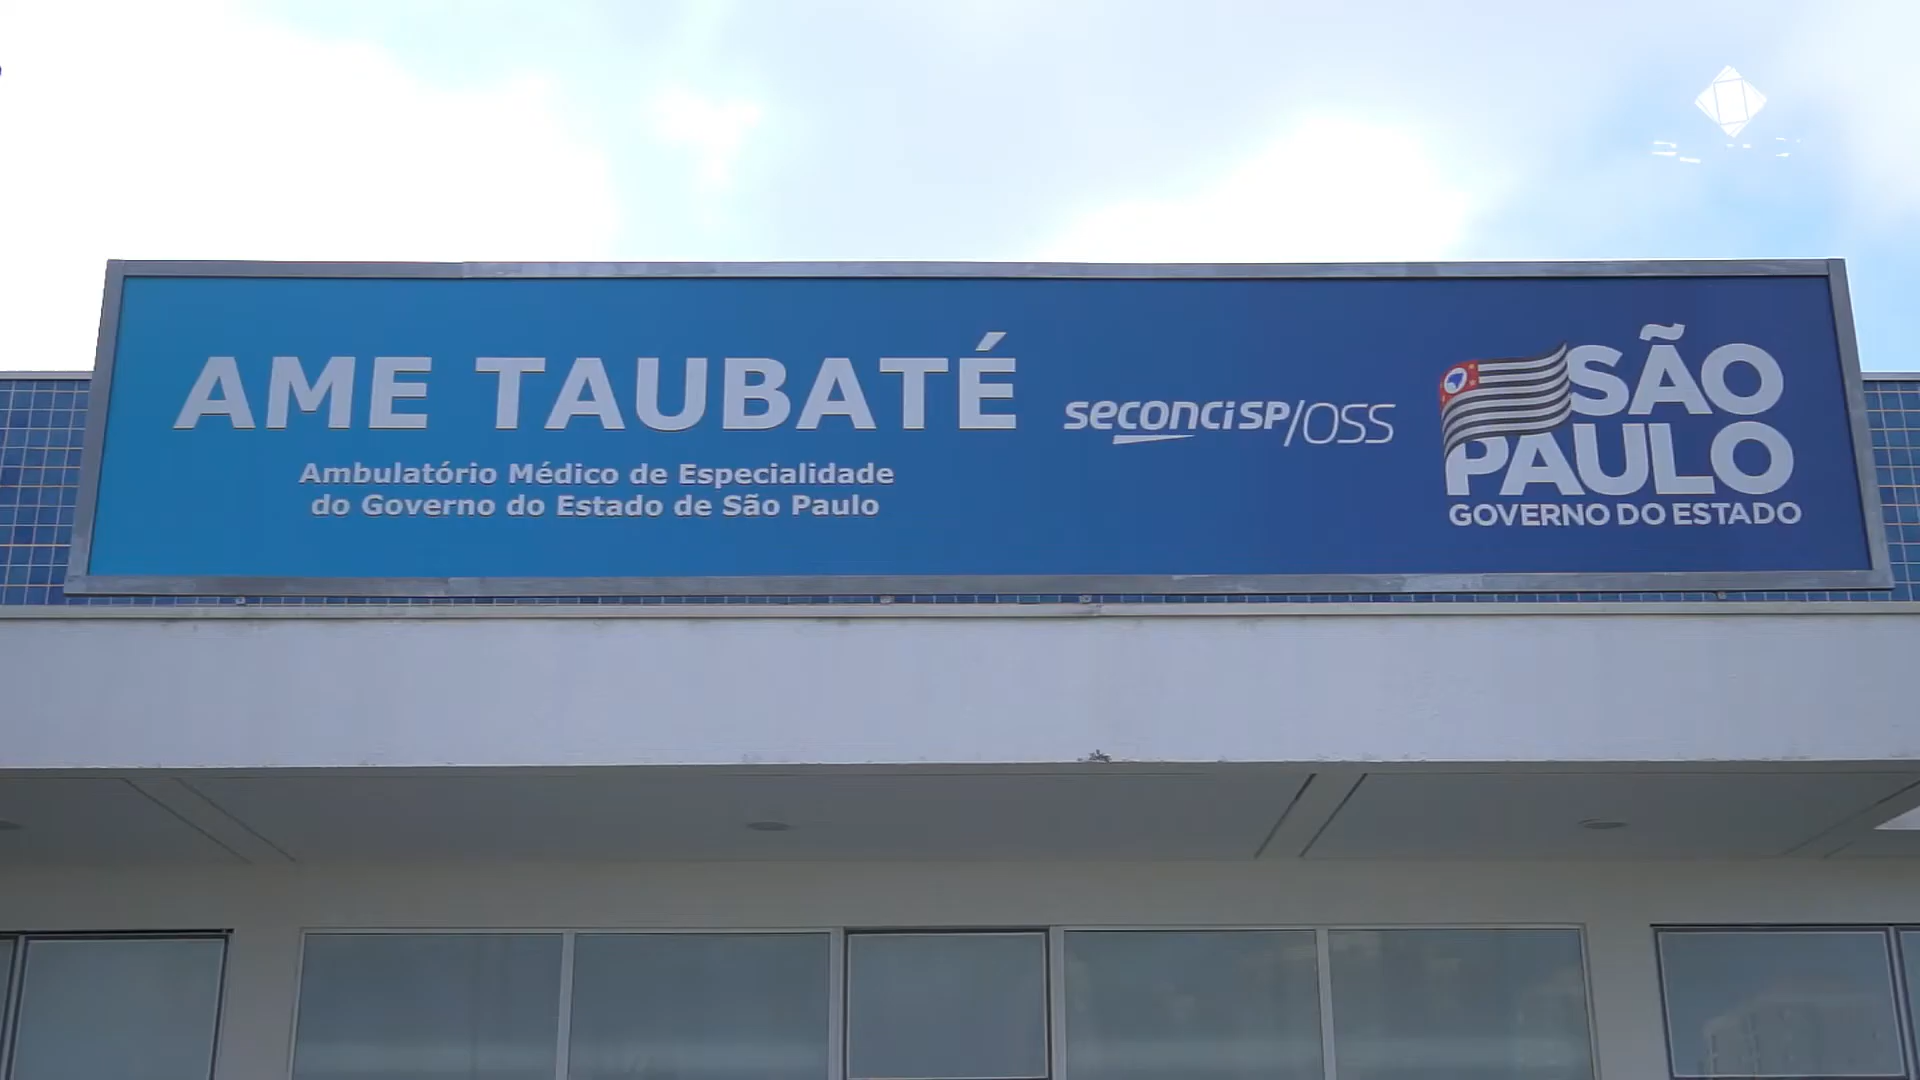 AME TAUBATÉ
Ambulatório Médico de Especialidade
do Governo do Estado de São Paulo
seconci SP/OSS
SÃO
PAULO
GOVERNO DO ESTADO